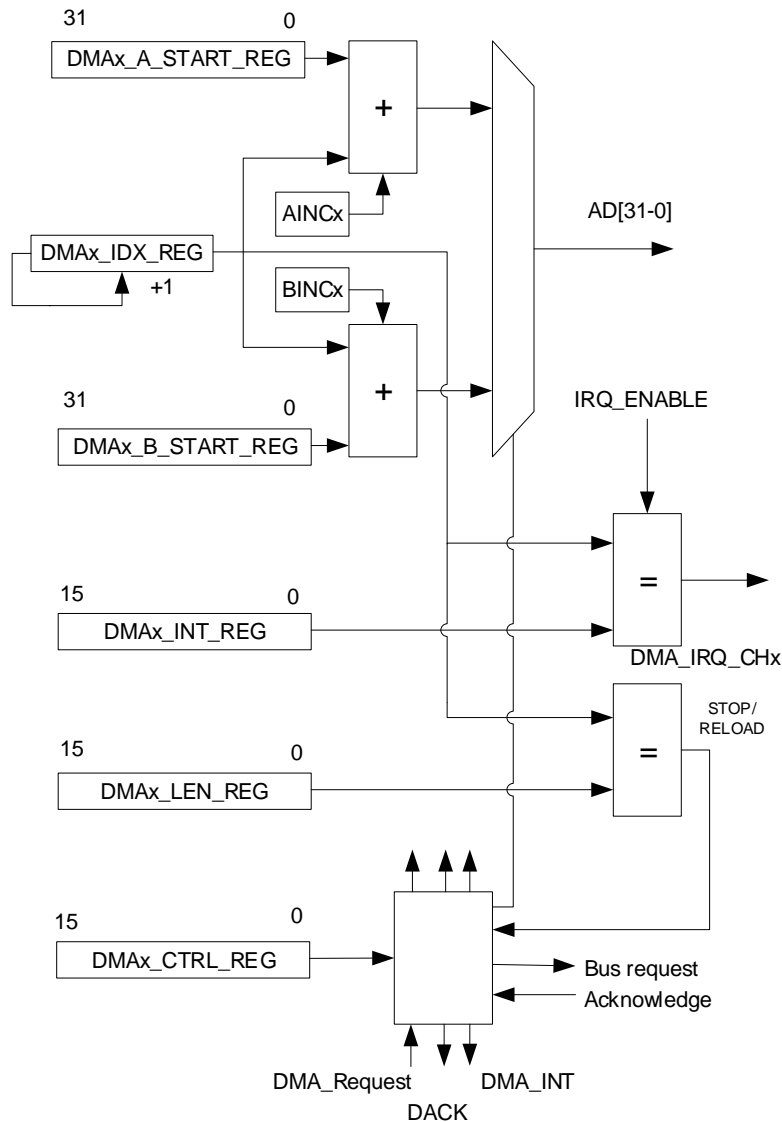 31 0
DMAx_A_START_REG
+
AINCx
AD[31-0]
DMAx_IDX_REG
+1
BINCx
+
31 0
DMAx_B_START_REG
IRQ_ENABLE
=
15 0
DMAx_INT_REG
DMA_IRQ_CHx
STOP/
RELOAD
=
15 0
DMAx_LEN_REG
15 0
DMAx_CTRL_REG
Bus request
Acknowledge
DMA_Request
DMA_INT
DACK